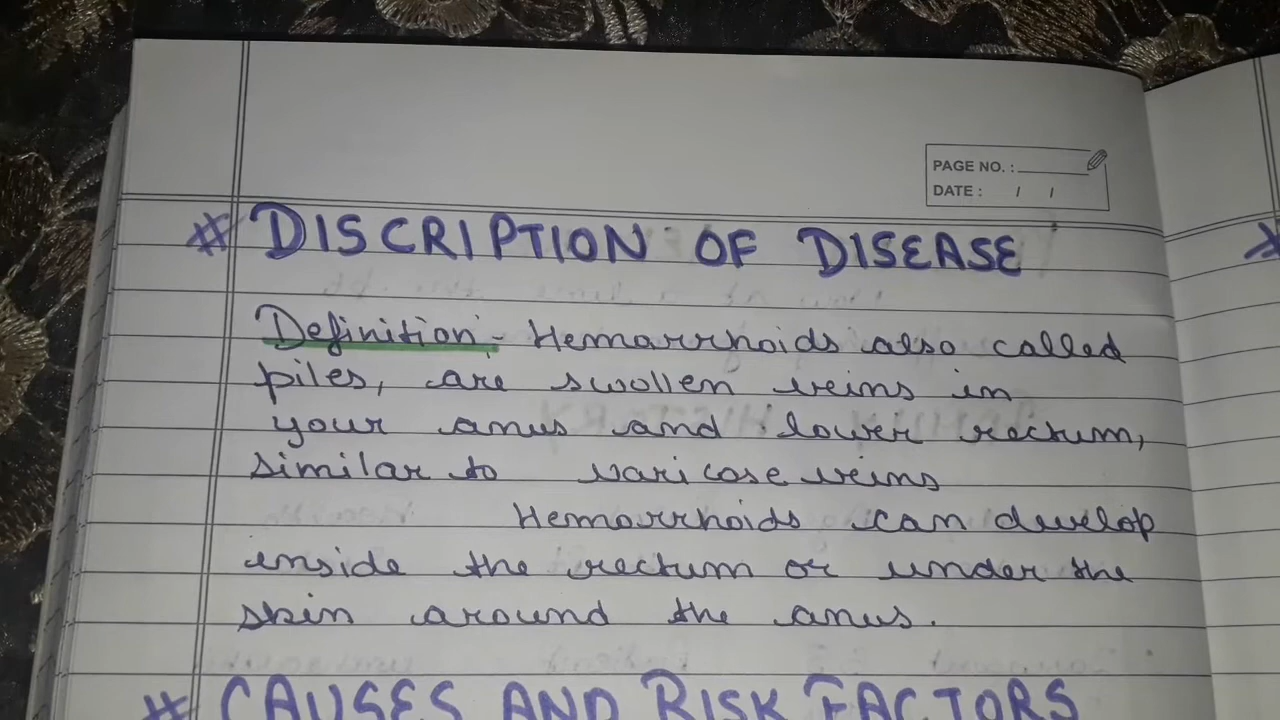 PAGE NO. :
DATE : / /
# DISCRIPTION OF DISEASE
Definition:- Hemorrhoids also called
piles, are swollen veins in
your anus and lower rectum,
similar to varicose veins
Hemorrhoids can develop
inside the rectum or under the
skin around the anus.
# CAUSES AND RISK FACTORS